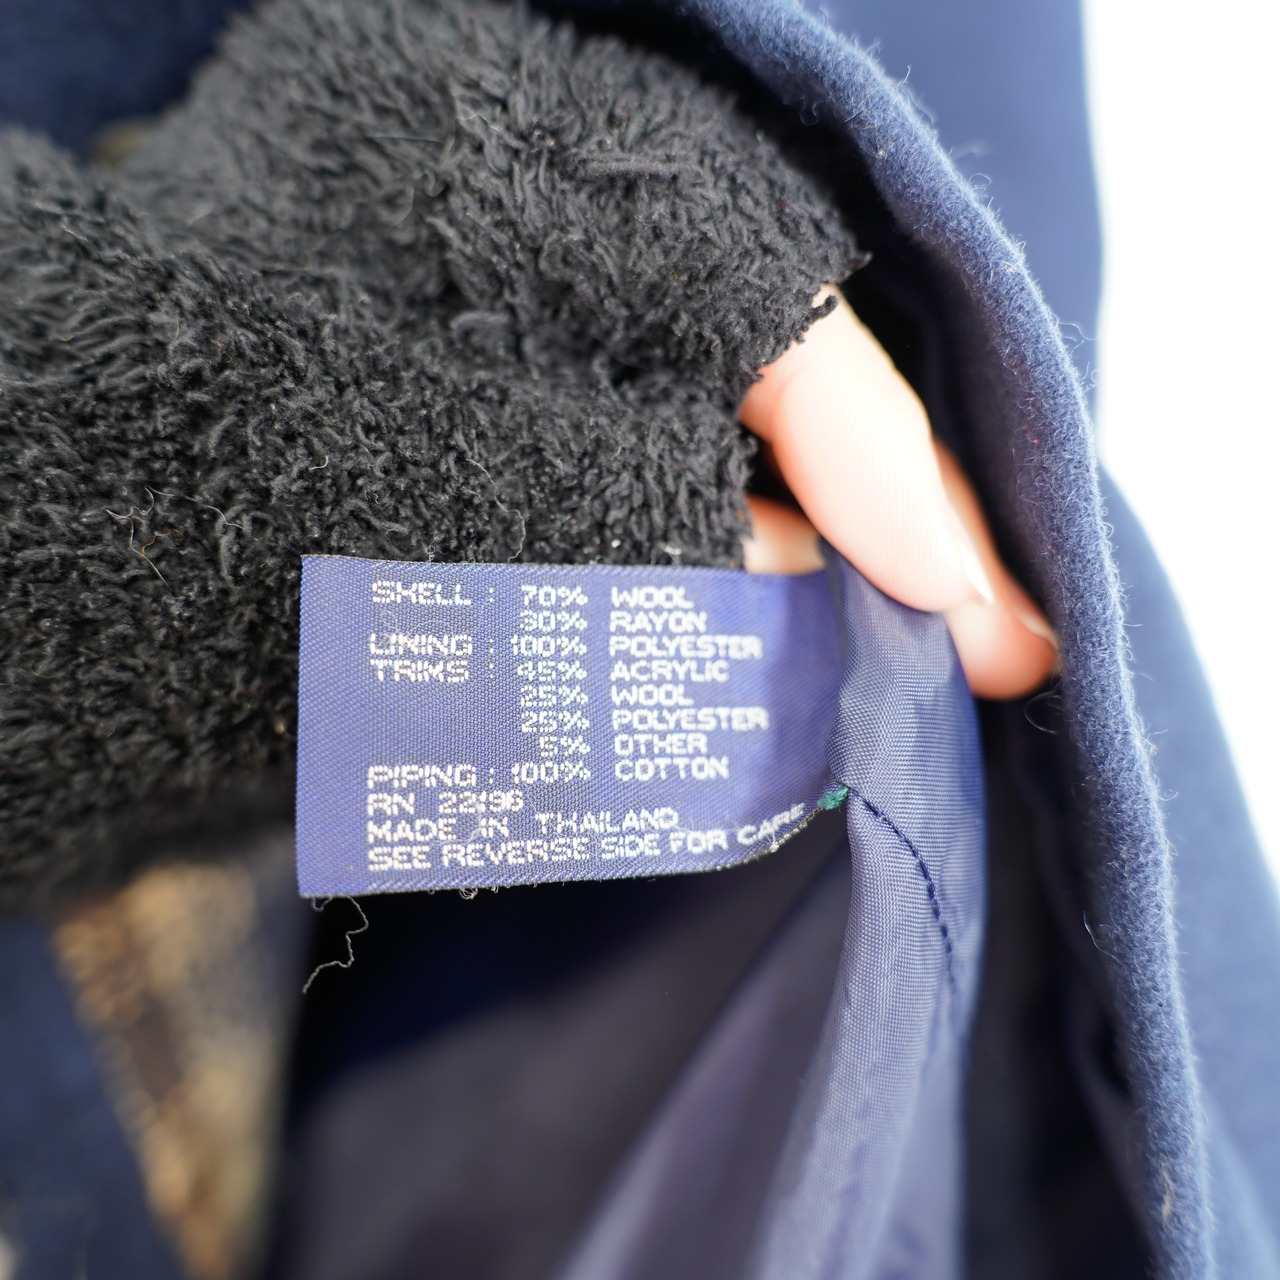 SHELL : 70% WOOL
30% RAYON
LINING : 100% POLYESTER
TRIMS : 45% ACRYLIC
25% WOOL
25% POLYESTER
5% OTHER
PIPING : 100% COTTON
RN 22196
MADE IN THAILAND
SEE REVERSE SIDE FOR CARE